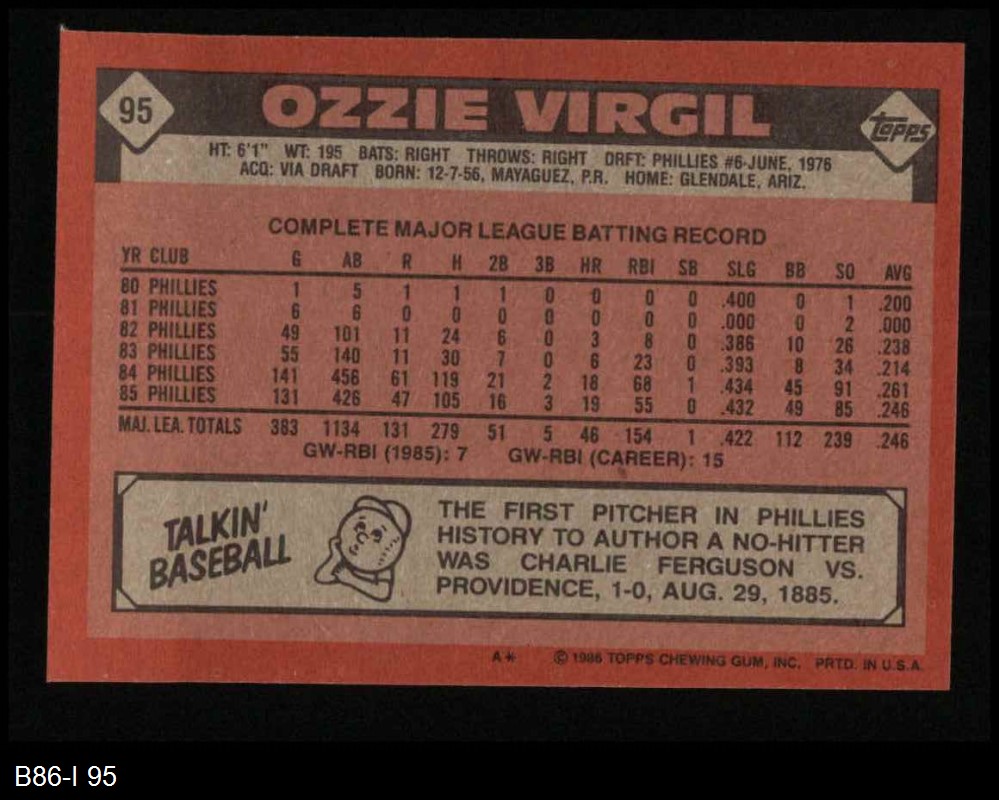 95
OZZIE VIRGIL
topps
HT: 6'1" WT: 195 BATS: RIGHT THROWS: RIGHT DRFT: PHILLIES #6-JUNE, 1976
ACQ: VIA DRAFT BORN: 12-7-56, MAYAGUEZ, P.R. HOME: GLENDALE, ARIZ.
COMPLETE MAJOR LEAGUE BATTING RECORD
YR CLUB G AB R H 2B 3B HR RBI SB SLG BB SO AVG
80 PHILLIES 1 5 1 1 1 0 0 0 0 .400 0 1 .200
81 PHILLIES 6 6 0 0 0 0 0 0 0 .000 0 2 .000
82 PHILLIES 49 101 11 24 6 0 3 8 0 .386 10 26 .238
83 PHILLIES 55 140 11 30 7 0 6 23 0 .393 8 34 .214
84 PHILLIES 141 456 61 119 21 2 18 68 1 .434 45 91 .261
85 PHILLIES 131 426 47 105 16 3 19 55 0 .432 49 85 .246
MAJ. LEA. TOTALS 383 1134 131 279 51 5 46 154 1 .422 112 239 .246
GW-RBI (1985): 7 GW-RBI (CAREER): 15
TALKIN'
BASEBALL
THE FIRST PITCHER IN PHILLIES
HISTORY TO AUTHOR A NO-HITTER
WAS CHARLIE FERGUSON VS.
PROVIDENCE, 1-0, AUG. 29, 1885.
A* © 1986 TOPPS CHEWING GUM, INC. PRTD. IN U.S.A.
B86-I 95